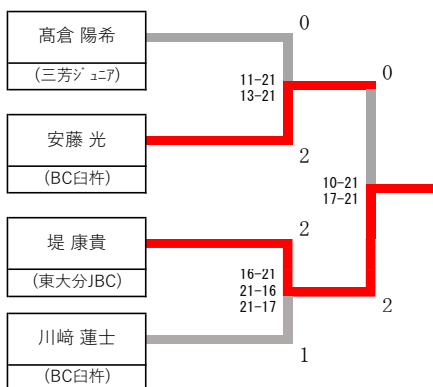 髙倉 陽希
(三芳ｼﾞｭﾆｱ)
0
11-21
13-21
安藤 光
(BC臼杵)
2
0
10-21
17-21
堤 康貴
(東大分JBC)
2
16-21
21-16
21-17
2
川﨑 蓮士
(BC臼杵)
1